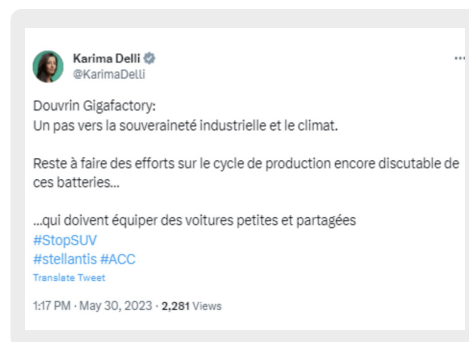 Karima Delli
@KarimaDelli
Douvrin Gigafactory:
Un pas vers la souveraineté industrielle et le climat.
Reste à faire des efforts sur le cycle de production encore discutable de
ces batteries...
...qui doivent équiper des voitures petites et partagées
#StopSUV
#stellantis #ACC
Translate Tweet
1:17 PM · May 30, 2023 · 2,281 Views